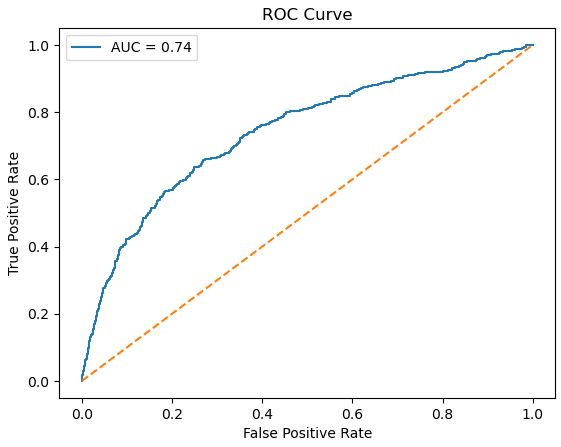 ROC Curve
AUC = 0.74
True Positive Rate
1.0
0.8
0.6
0.4
0.2
0.0
0.0 0.2 0.4 0.6 0.8 1.0
False Positive Rate